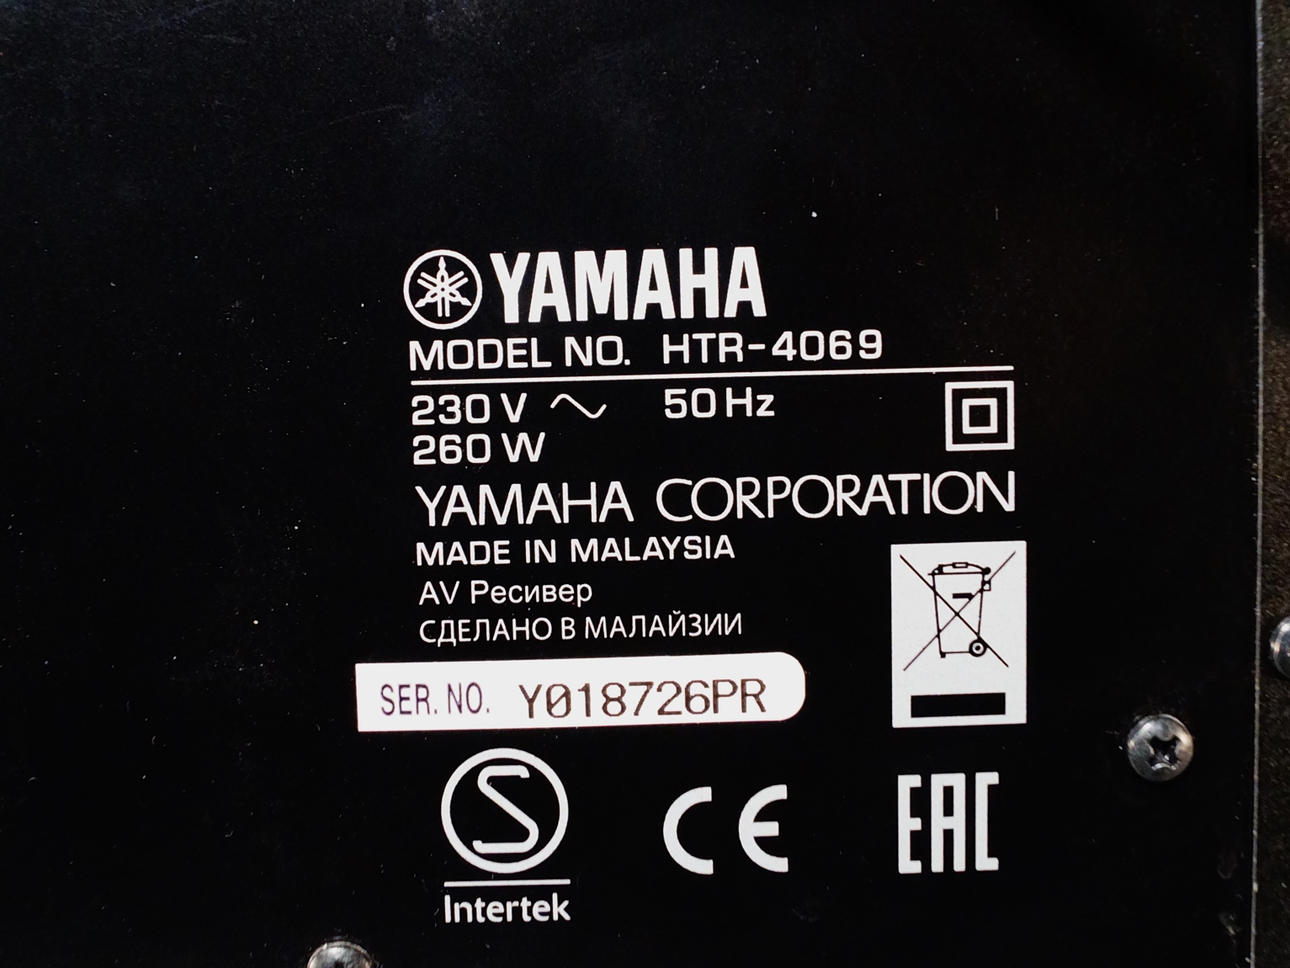 YAMAHA
MODEL NO. HTR-4069
230 V ~ 50 Hz
260 W
YAMAHA CORPORATION
MADE IN MALAYSIA
AV Ресивер
СДЕЛАНО В МАЛАЙЗИИ
SER. NO. Y018726PR
S
Intertek
CE
EAC